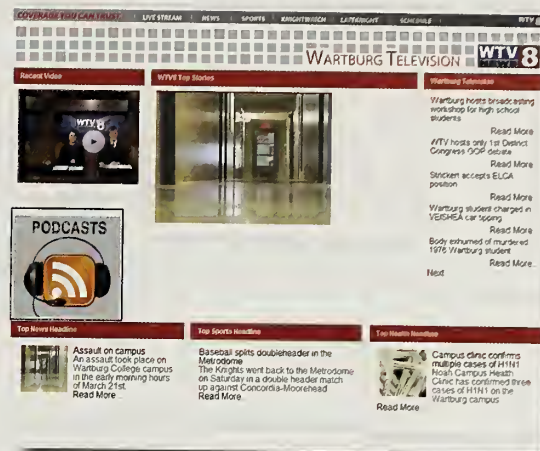 COVERAGE YOU CAN TRUST LIVE STREAM NEWS SPORTS KNIGHTWATCH LATEKNIGHT SCHEDULE RTV 8
WARTBURG TELEVISION WTV 8
Recent Video
WTV8 Top Stories
Wartburg Television
WTV 8
Wartburg hosts broadcasting
workshop for high school
students
Read More
WTV hosts only 1st District
Congress GOP debate
Read More
Strickert accepts ELCA
position
Read More
Wartburg student charged in
VEISHEA car tipping
Read More
Body exhumed of murdered
1976 Wartburg student
Read More..
Next
PODCASTS
Top News Headline
Assault on campus
An assault took place on
Wartburg College campus
in the early morning hours
of March 21st.
Read More...
Top Sports Headline
Baseball splits doubleheader in the
Metrodome
The Knights went back to the Metrodome
on Saturday in a double header match
up against Concordia-Moorehead
Read More..
Top Health Headline
Campus clinic confirms
multiple cases of H1N1
Noah Campus Health
Clinic has confirmed three
cases of H1N1 on the
Wartburg campus
Read More